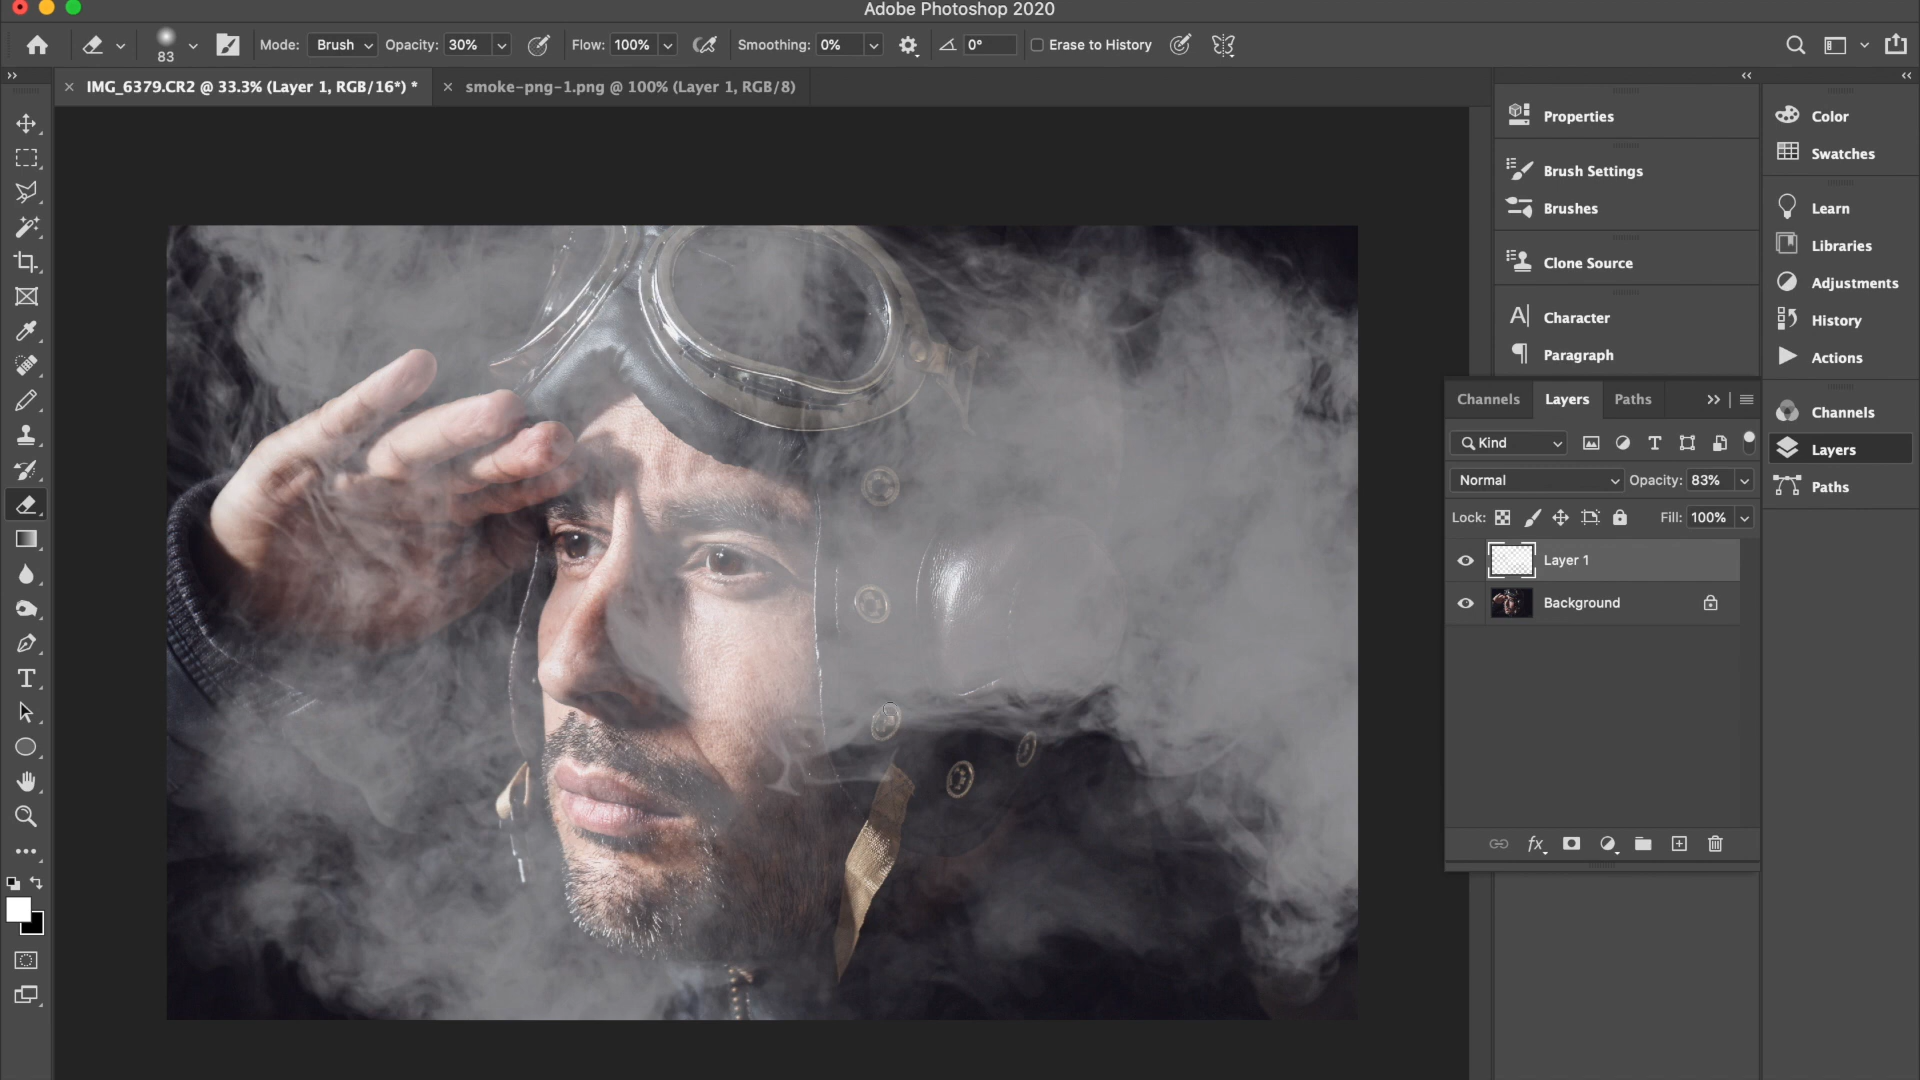 Adobe Photoshop 2020
83 Mode: Brush Opacity: 30% Flow: 100% Smoothing: 0% 0° Erase to History
IMG_6379.CR2 @ 33.3% (Layer 1, RGB/16*) *
smoke-png-1.png @ 100% (Layer 1, RGB/8)
Properties
Brush Settings
Brushes
Clone Source
Character
Paragraph
Color
Swatches
Learn
Libraries
Adjustments
History
Actions
Channels
Layers
Paths
Channels Layers Paths
Kind
Normal Opacity: 83%
Lock: Fill: 100%
Layer 1
Background